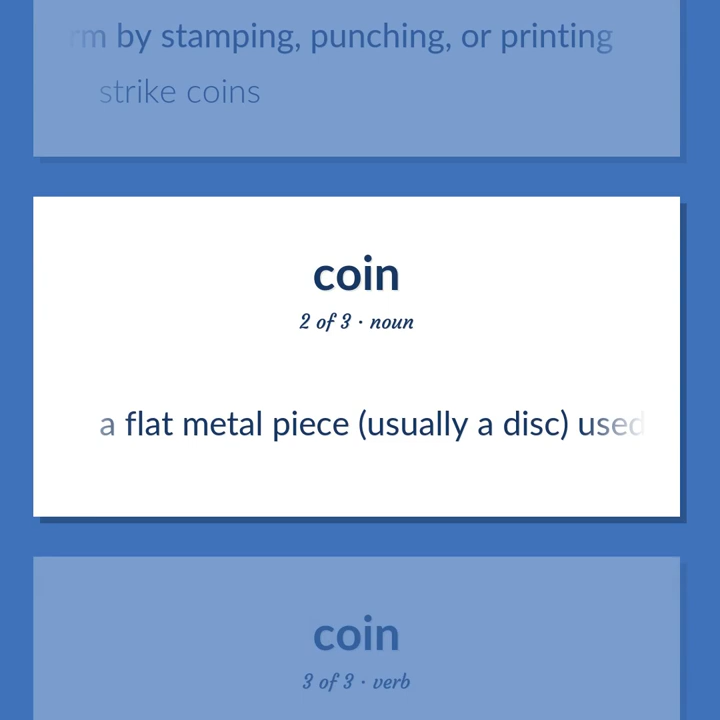 rm by stamping, punching, or printing
strike coins
coin
2 of 3 · noun
a flat metal piece (usually a disc) used
coin
3 of 3 · verb